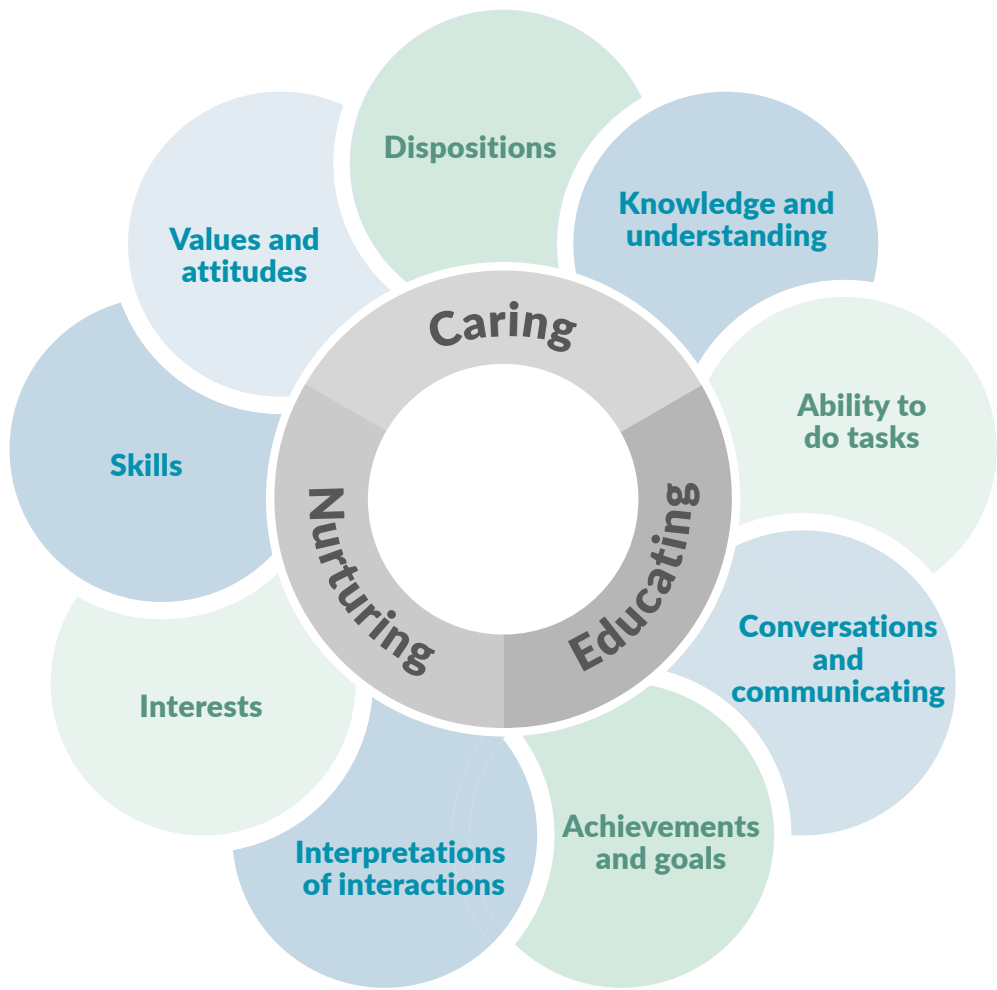 Dispositions
Knowledge and
understanding
Ability to
do tasks
Conversations
and
communicating
Achievements
and goals
Interpretations
of interactions
Interests
Skills
Values and
attitudes
Caring
Educating
Nurturing